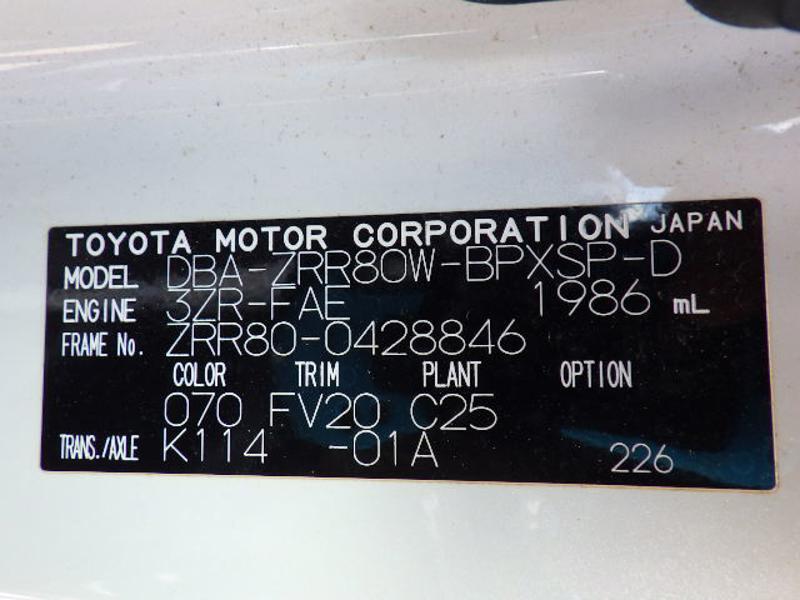 TOYOTA MOTOR CORPORATION JAPAN
MODEL DBA-ZRR80W-BPXSP-D
ENGINE 3ZR-FAE 1986 mL
FRAME No. ZRR80-0428846
COLOR TRIM PLANT OPTION
070 FV20 C25
TRANS./AXLE K114 -01A 226